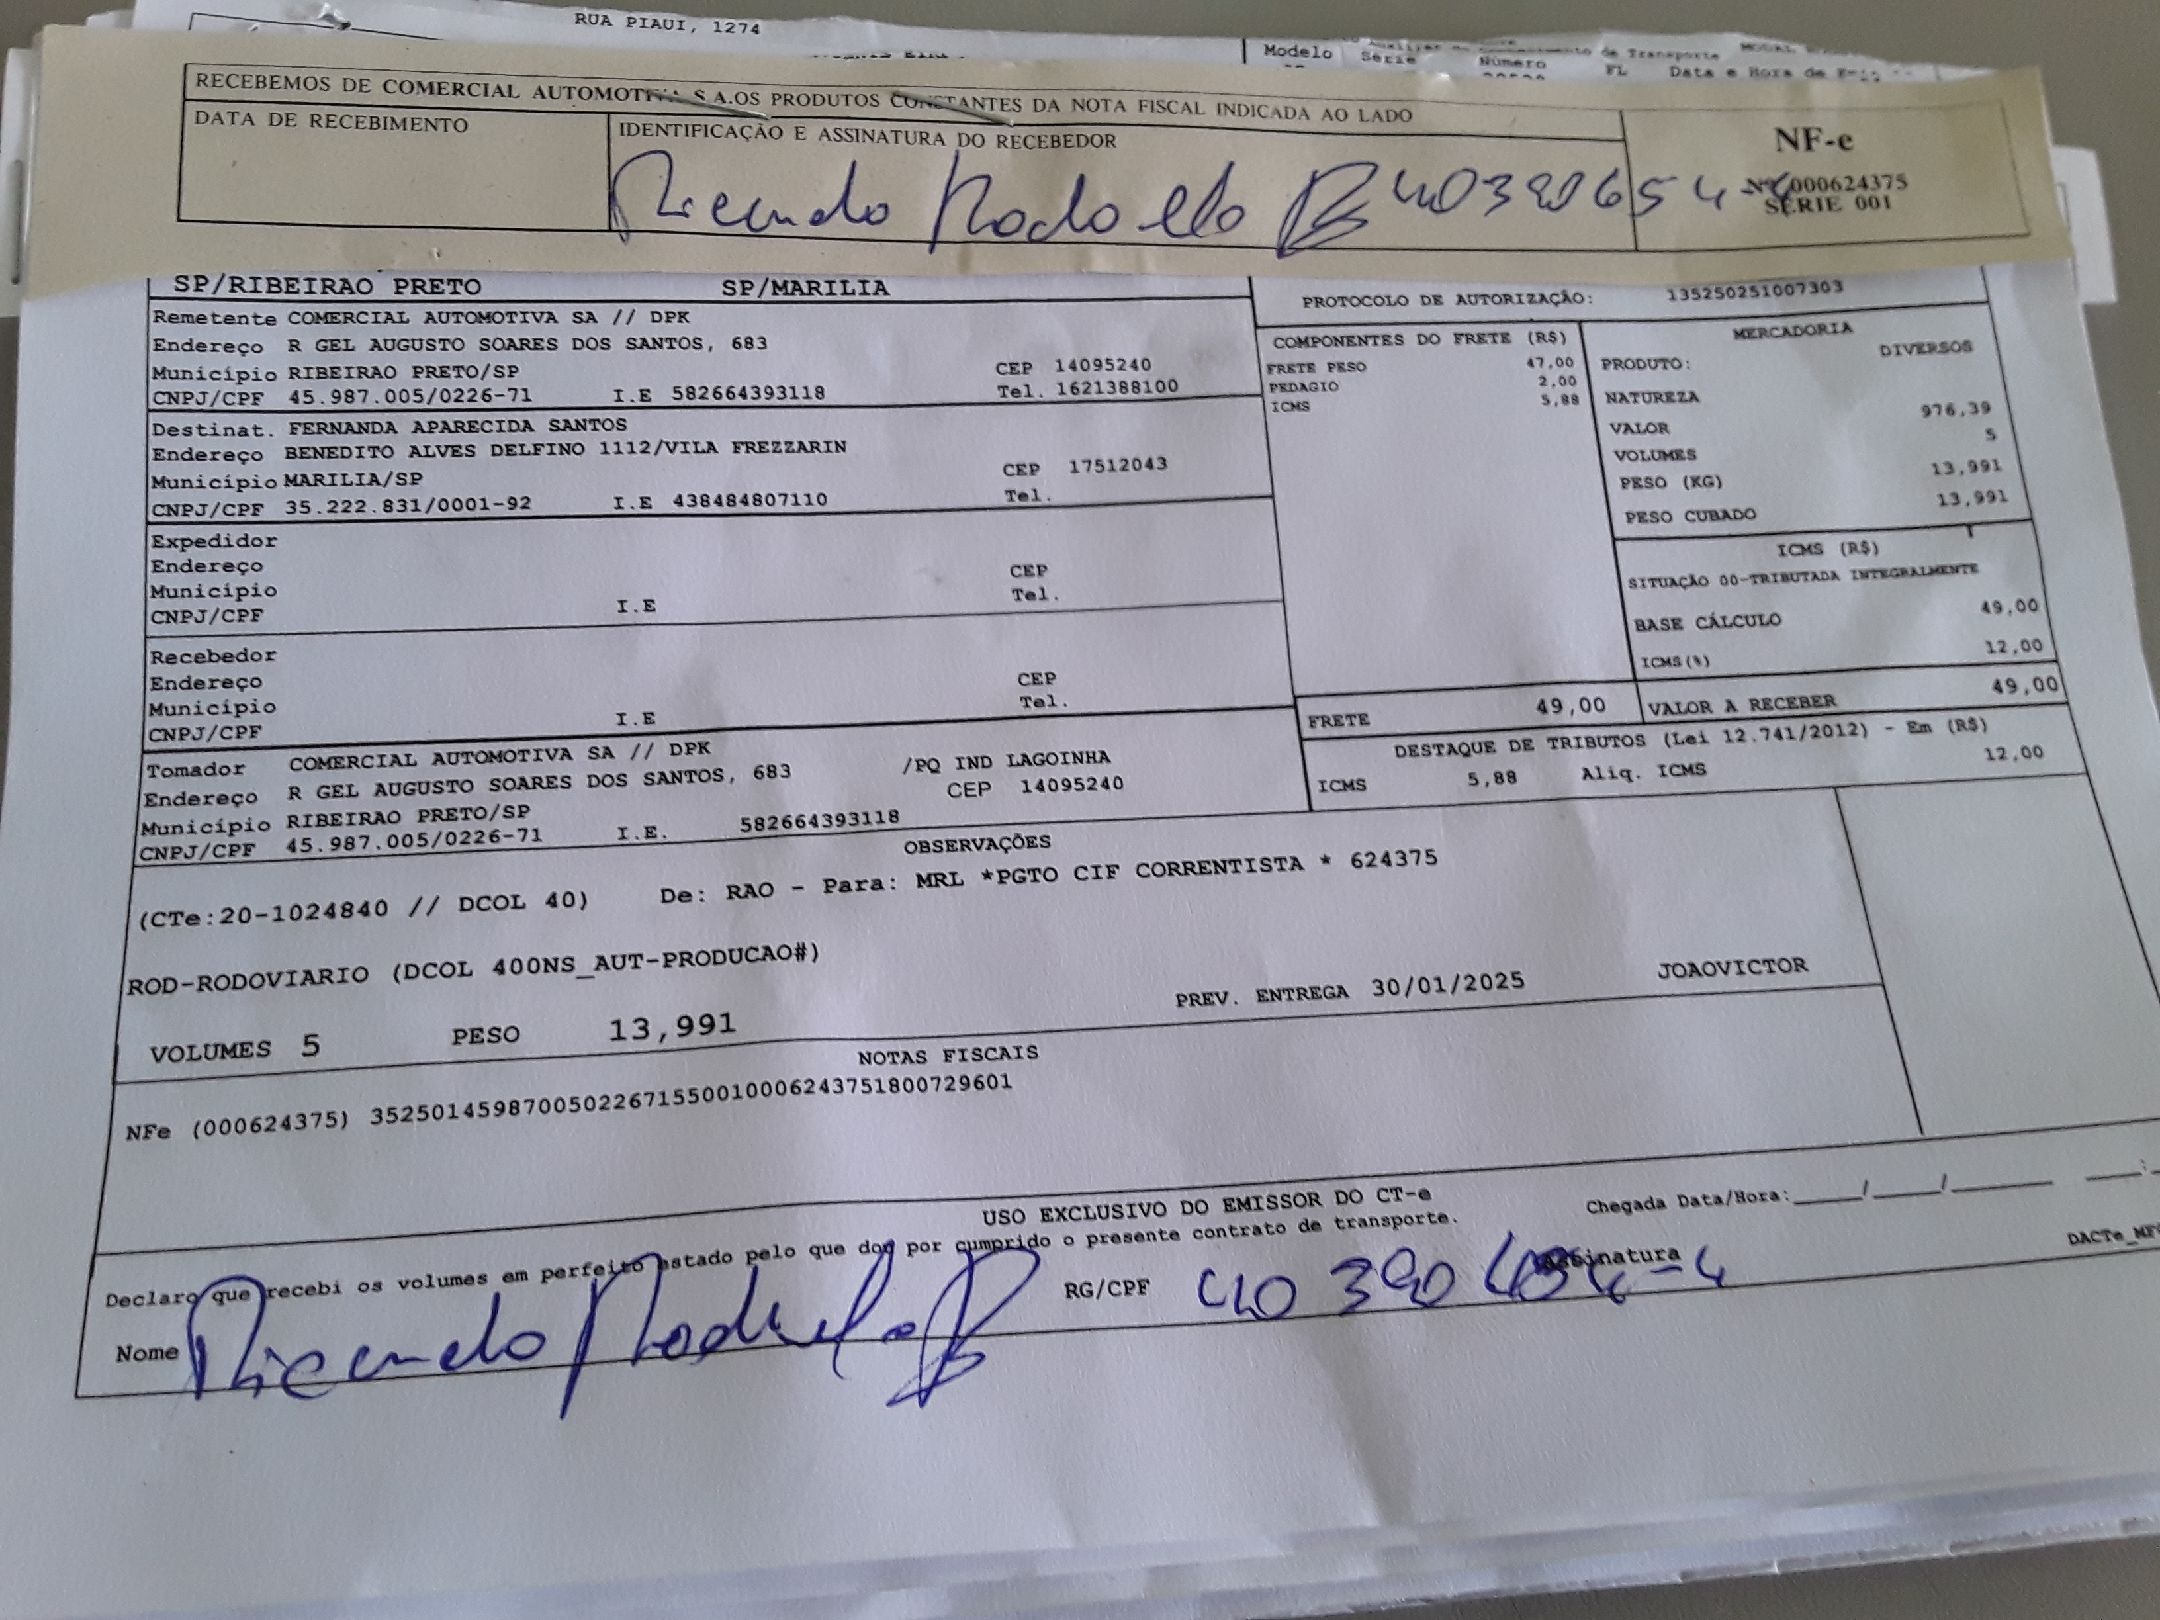 RUA PIAUI, 1274
Modelo Série Número FL Data e Hora de
RECEBEMOS DE COMERCIAL AUTOMOTIVA S.A.OS PRODUTOS CONSTANTES DA NOTA FISCAL INDICADA AO LADO
DATA DE RECEBIMENTO
IDENTIFICAÇÃO E ASSINATURA DO RECEBEDOR
NF-e
Nº 000624375
SÉRIE 001
SP/RIBEIRAO PRETO SP/MARILIA
PROTOCOLO DE AUTORIZAÇÃO: 135250251007303
Remetente COMERCIAL AUTOMOTIVA SA // DPK
Endereço R GEL AUGUSTO SOARES DOS SANTOS, 683
Município RIBEIRAO PRETO/SP CEP 14095240
CNPJ/CPF 45.987.005/0226-71 I.E 582664393118 Tel. 1621388100
Destinat. FERNANDA APARECIDA SANTOS
Endereço BENEDITO ALVES DELFINO 1112/VILA FREZZARIN
Município MARILIA/SP CEP 17512043
CNPJ/CPF 35.222.831/0001-92 I.E 438484807110 Tel.
Expedidor
Endereço
Município CEP
CNPJ/CPF I.E Tel.
Recebedor
Endereço
Município CEP
CNPJ/CPF I.E Tel.
Tomador COMERCIAL AUTOMOTIVA SA // DPK
Endereço R GEL AUGUSTO SOARES DOS SANTOS, 683 /PQ IND LAGOINHA
Município RIBEIRAO PRETO/SP CEP 14095240
CNPJ/CPF 45.987.005/0226-71 I.E. 582664393118
COMPONENTES DO FRETE (R$)
FRETE PESO 47,00
PEDAGIO 2,00
ICMS 5,88
MERCADORIA
PRODUTO: DIVERSOS
NATUREZA
VALOR 976,39
VOLUMES 5
PESO (KG) 13,991
PESO CUBADO 13,991
ICMS (R$)
SITUAÇÃO 00-TRIBUTADA INTEGRALMENTE
BASE CÁLCULO 49,00
ICMS(%) 12,00
FRETE 49,00 VALOR A RECEBER 49,00
DESTAQUE DE TRIBUTOS (Lei 12.741/2012) - Em (R$)
ICMS 5,88 Aliq. ICMS 12,00
OBSERVAÇÕES
(CTe:20-1024840 // DCOL 40) De: RAO - Para: MRL *PGTO CIF CORRENTISTA * 624375
ROD-RODOVIARIO (DCOL 400NS_AUT-PRODUCAO#)
VOLUMES 5 PESO 13,991 PREV. ENTREGA 30/01/2025 JOAOVICTOR
NOTAS FISCAIS
NFe (000624375) 35250145987005022671550010006243751800729601
USO EXCLUSIVO DO EMISSOR DO CT-e
Declaro que recebi os volumes em perfeito estado pelo que dou por cumprido o presente contrato de transporte.
Chegada Data/Hora:_____/_____/_______ ____:_
Nome
RG/CPF
Assinatura